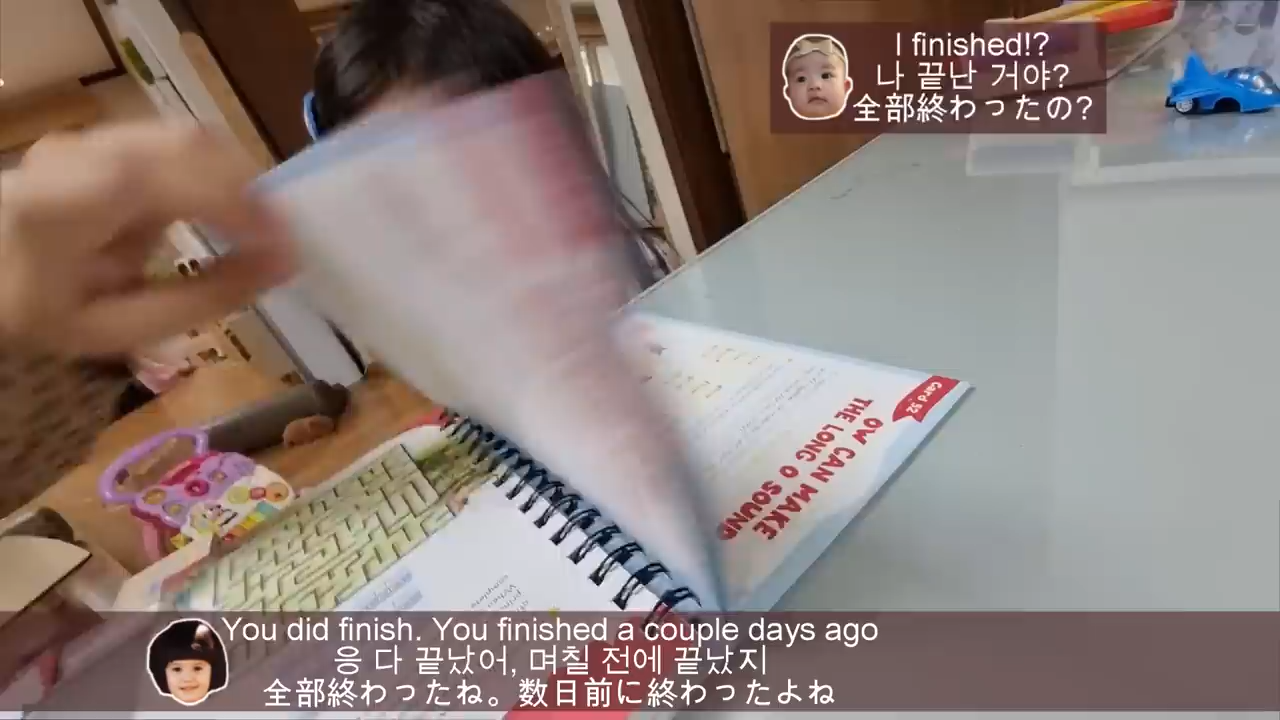 I finished!?
나 끝난 거야?
全部終わったの?
Card 52
OW CAN MAKE
THE LONG O SOUND
You did finish. You finished a couple days ago
응 다 끝났어, 며칠 전에 끝났지
全部終わったね。数日前に終わったよね